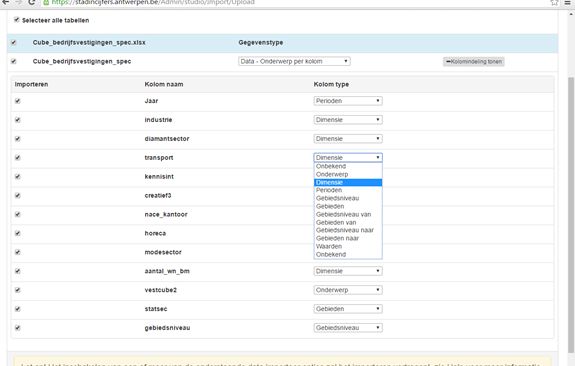 https://stadincijfers.antwerpen.be/Admin/studio/Import/Upload
Selecteer alle tabellen
Cube_bedrijfsvestigingen_spec.xlsx Gegevenstype
Cube_bedrijfsvestigingen_spec Data - Onderwerp per kolom Kolomindeling tonen
Importeren Kolom naam Kolom type
Jaar Perioden
industrie Dimensie
diamantsector Dimensie
transport Dimensie
Onbekend
Onderwerp
kennisint Dimensie
Perioden
creatief3 Gebiedsniveau
Gebieden
nace_kantoor Gebiedsniveau van
Gebieden van
horeca Gebiedsniveau naar
Gebieden naar
modesector Waarden
Onbekend
aantal_wn_bm Dimensie
vestcube2 Onderwerp
statsec Gebieden
gebiedsniveau Gebiedsniveau